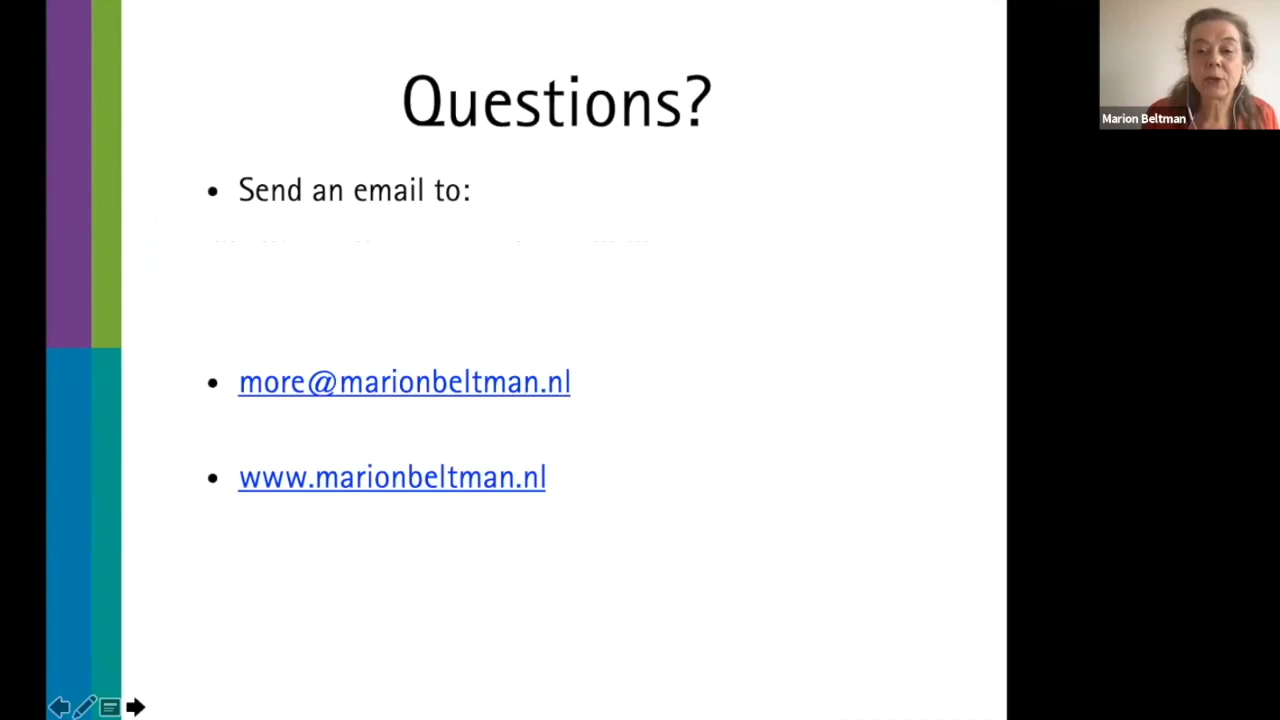 Questions?
Send an email to:
more@marionbeltman.nl
www.marionbeltman.nl
Marion Beltman